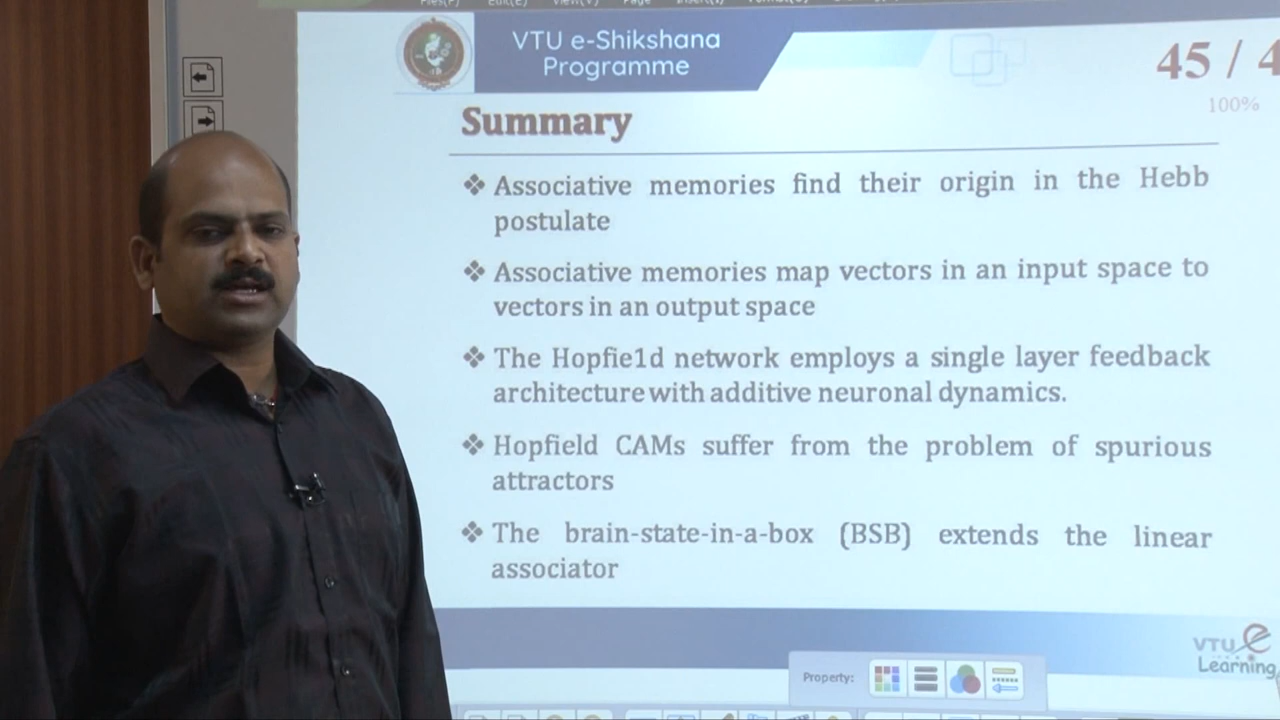 VTU e-Shikshana
Programme
45 / 4
100%
Summary
❖ Associative memories find their origin in the Hebb
postulate
❖ Associative memories map vectors in an input space to
vectors in an output space
❖ The Hopfie1d network employs a single layer feedback
architecture with additive neuronal dynamics.
❖ Hopfield CAMs suffer from the problem of spurious
attractors
❖ The brain-state-in-a-box (BSB) extends the linear
associator
VTU e
Learning
Property: